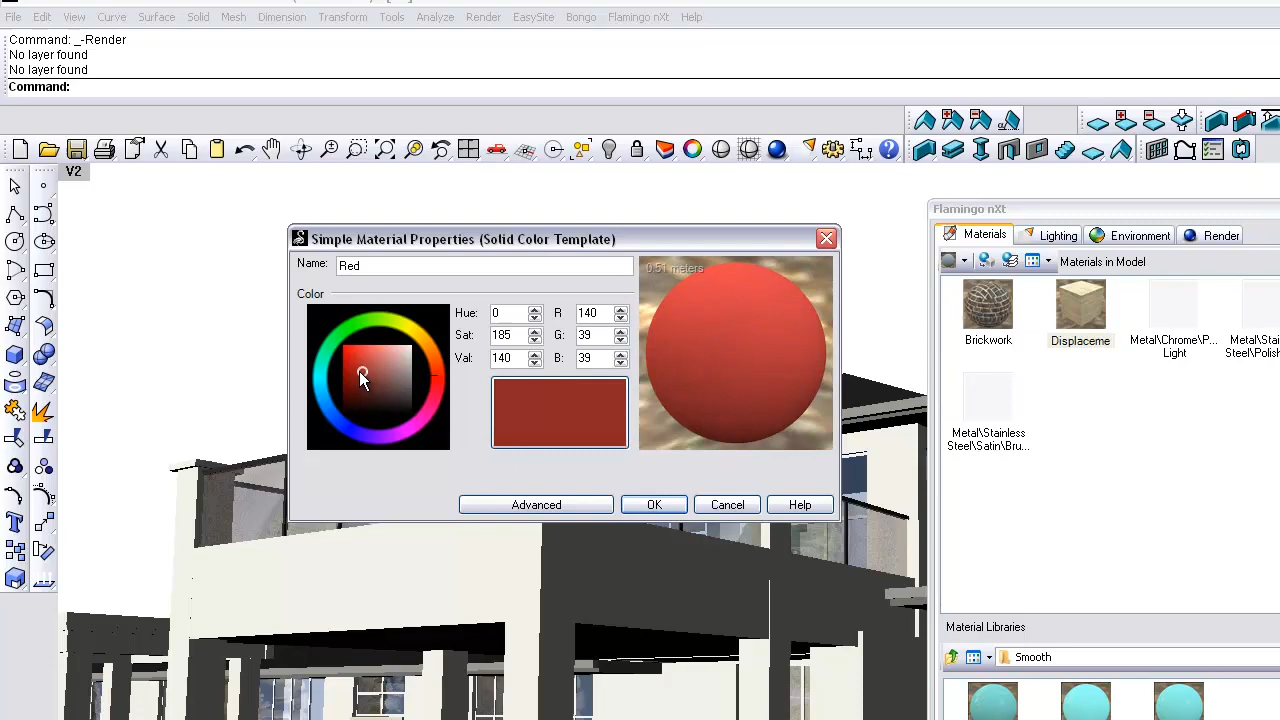 File Edit View Curve Surface Solid Mesh Dimension Transform Tools Analyze Render EasySite Bongo Flamingo nXt Help
Command: _-Render
No layer found
No layer found
Command:
V2
Flamingo nXt
Materials Lighting Environment Render
Materials in Model
Brickwork Displaceme Metal\Chrome\P... Light Metal\Stai Steel\Polis
Metal\Stainless
Steel\Satin\Bru...
Material Libraries
Smooth
Simple Material Properties (Solid Color Template)
Name: Red
Color
Hue: 0 R 140
Sat: 185 G: 39
Val: 140 B: 39
0.51 meters
Advanced OK Cancel Help